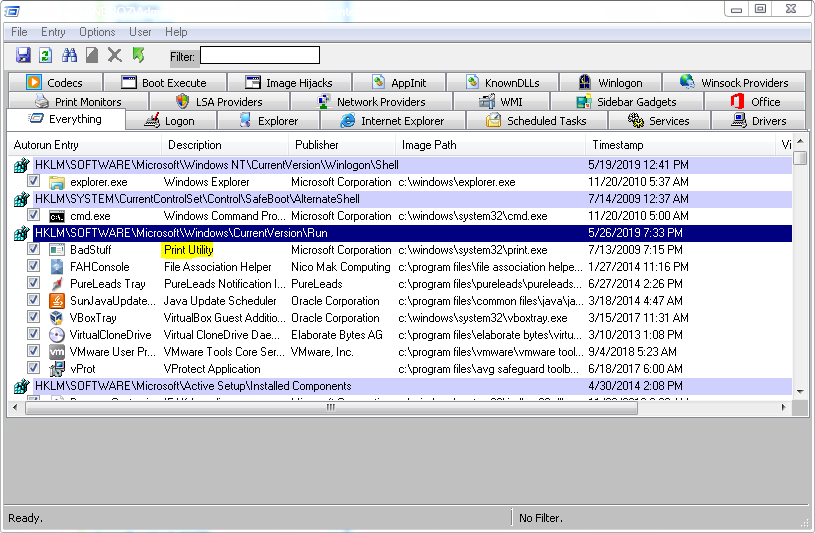 File Entry Options User Help
Filter:
Codecs Boot Execute Image Hijacks AppInit KnownDLLs Winlogon Winsock Providers
Print Monitors LSA Providers Network Providers WMI Sidebar Gadgets Office
Everything Logon Explorer Internet Explorer Scheduled Tasks Services Drivers
Autorun Entry Description Publisher Image Path Timestamp Vi
HKLM\SOFTWARE\Microsoft\Windows NT\CurrentVersion\Winlogon\Shell 5/19/2019 12:41 PM
explorer.exe Windows Explorer Microsoft Corporation c:\windows\explorer.exe 11/20/2010 5:37 AM
HKLM\SYSTEM\CurrentControlSet\Control\SafeBoot\AlternateShell 7/14/2009 12:37 AM
cmd.exe Windows Command Pro... Microsoft Corporation c:\windows\system32\cmd.exe 11/20/2010 5:00 AM
HKLM\SOFTWARE\Microsoft\Windows\CurrentVersion\Run 5/26/2019 7:33 PM
BadStuff Print Utility Microsoft Corporation c:\windows\system32\print.exe 7/13/2009 7:15 PM
FAHConsole File Association Helper Nico Mak Computing c:\program files\file association helpe... 1/27/2014 11:16 PM
PureLeads Tray PureLeads Notification I... PureLeads c:\program files\pureleads\pureleads... 6/27/2014 2:26 PM
SunJavaUpdate... Java Update Scheduler Oracle Corporation c:\program files\common files\java\ja... 3/18/2014 4:47 AM
VBoxTray VirtualBox Guest Additio... Oracle Corporation c:\windows\system32\vboxtray.exe 3/15/2017 11:31 AM
VirtualCloneDrive Virtual CloneDrive Dae... Elaborate Bytes AG c:\program files\elaborate bytes\virtu... 3/10/2013 1:08 PM
vm VMware User Pr... VMware Tools Core Ser... VMware, Inc. c:\program files\vmware\vmware tool... 9/4/2018 5:23 AM
vProt VProtect Application c:\program files\avg safeguard toolb... 6/18/2017 6:00 AM
HKLM\SOFTWARE\Microsoft\Active Setup\Installed Components 4/30/2014 2:08 PM
Ready. No Filter.